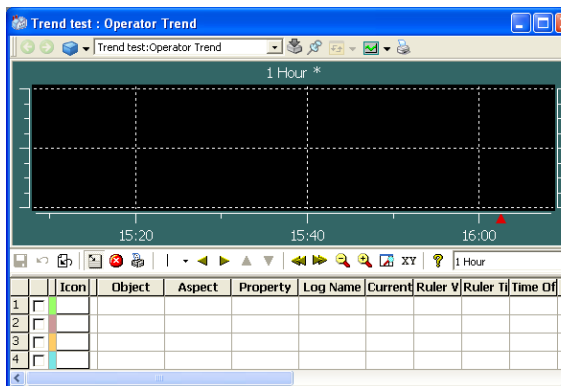 Trend test : Operator Trend
Trend test:Operator Trend
1 Hour *
15:20 15:40 16:00
XY ? 1 Hour
Icon Object Aspect Property Log Name Current Ruler V Ruler Ti Time Of
1
2
3
4